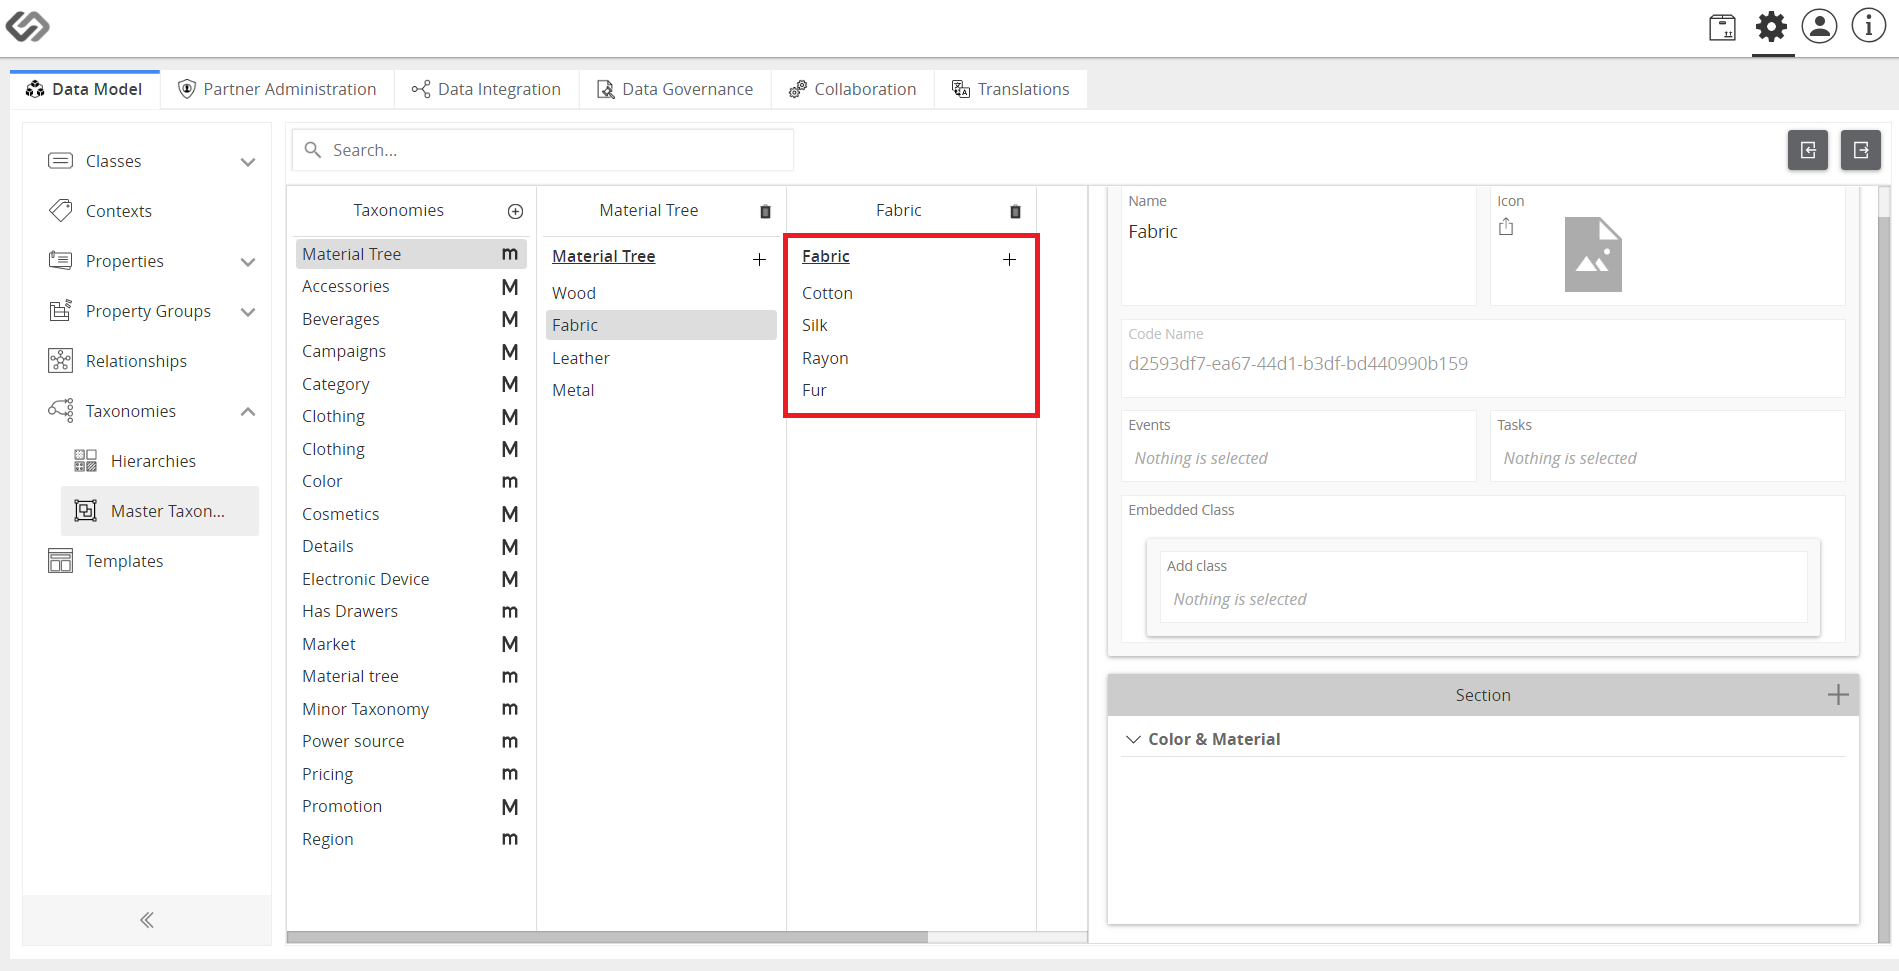 Data Model
Partner Administration
Data Integration
Data Governance
Collaboration
Translations
Classes
Contexts
Properties
Property Groups
Relationships
Taxonomies
Hierarchies
Master Taxon...
Templates
Search...
Taxonomies
Material Tree m
Accessories M
Beverages M
Campaigns M
Category M
Clothing M
Clothing M
Color m
Cosmetics M
Details M
Electronic Device M
Has Drawers m
Market M
Material tree m
Minor Taxonomy m
Power source m
Pricing m
Promotion M
Region m
Material Tree
Material Tree +
Wood
Fabric
Leather
Metal
Fabric
Fabric +
Cotton
Silk
Rayon
Fur
Name
Fabric
Icon
Code Name
d2593df7-ea67-44d1-b3df-bd440990b159
Events
Nothing is selected
Tasks
Nothing is selected
Embedded Class
Add class
Nothing is selected
Section +
Color & Material